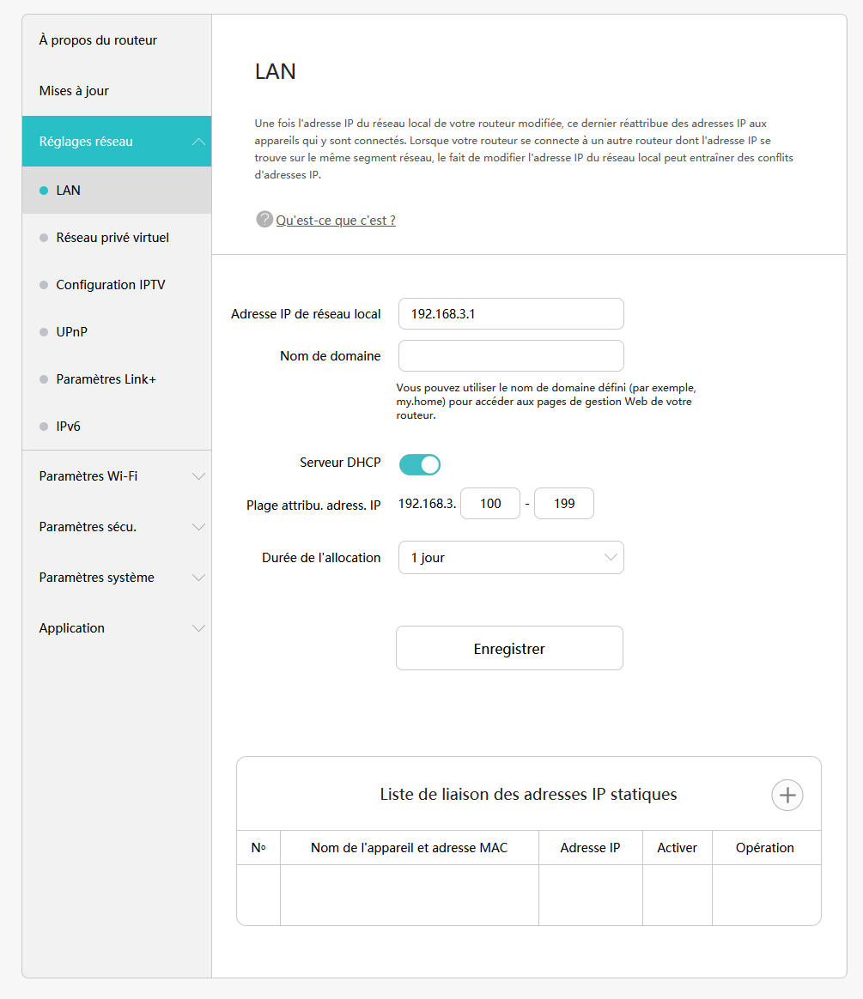 À propos du routeur
Mises à jour
Réglages réseau
LAN
Réseau privé virtuel
Configuration IPTV
UPnP
Paramètres Link+
IPv6
Paramètres Wi-Fi
Paramètres sécu.
Paramètres système
Application
LAN
Une fois l'adresse IP du réseau local de votre routeur modifiée, ce dernier réattribue des adresses IP aux
appareils qui y sont connectés. Lorsque votre routeur se connecte à un autre routeur dont l'adresse IP se
trouve sur le même segment réseau, le fait de modifier l'adresse IP du réseau local peut entraîner des conflits
d'adresses IP.
? Qu'est-ce que c'est ?
Adresse IP de réseau local 192.168.3.1
Nom de domaine
Vous pouvez utiliser le nom de domaine défini (par exemple,
my.home) pour accéder aux pages de gestion Web de votre
routeur.
Serveur DHCP
Plage attribu. adress. IP 192.168.3. 100 - 199
Durée de l'allocation 1 jour
Enregistrer
Liste de liaison des adresses IP statiques
Nº Nom de l'appareil et adresse MAC Adresse IP Activer Opération